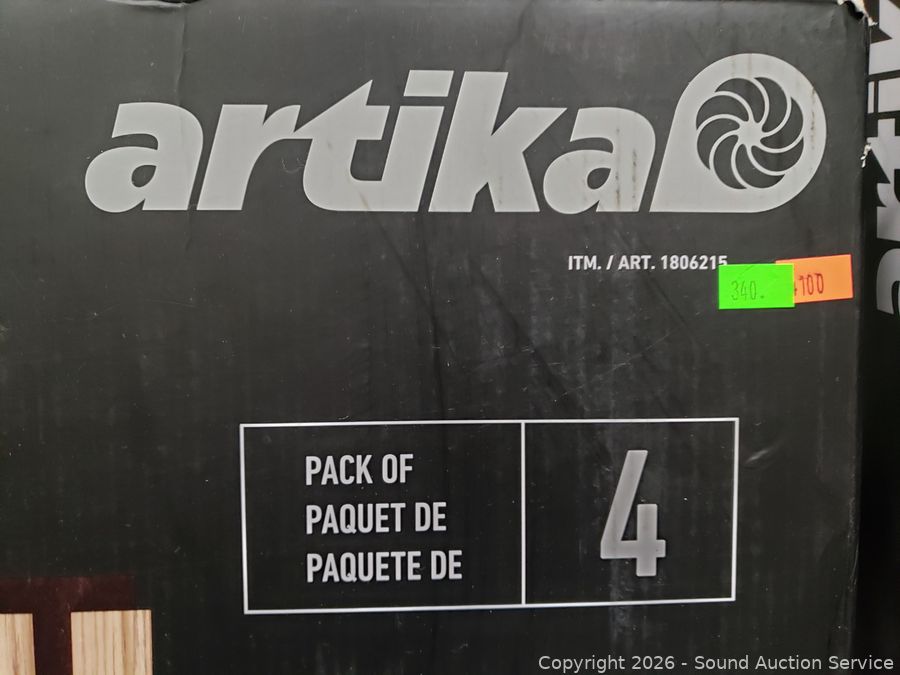 artika
ITM. / ART. 1806215
340.
PACK OF
PAQUET DE
PAQUETE DE
4
Copyright 2026 - Sound Auction Service